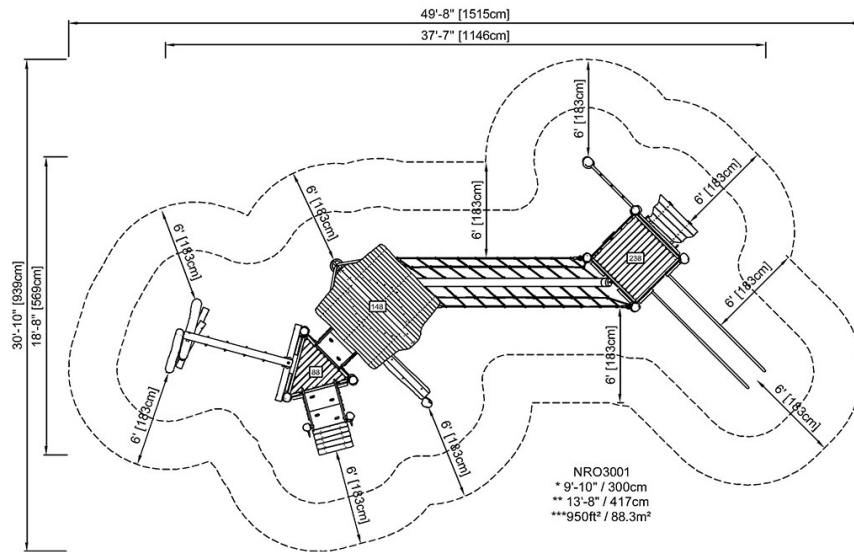 49'-8" [1515cm]
37'-7" [1146cm]
30'-10" [939cm]
18'-8" [569cm]
6' [183cm]
6' [183cm]
6' [183cm]
6' [183cm]
6' [183cm]
6' [183cm]
238
148
6' [183cm]
88
6' [183cm]
6' [183cm]
6' [183cm]
6' [183cm]
NRO3001
* 9'-10" / 300cm
** 13'-8" / 417cm
***950ft² / 88.3m²